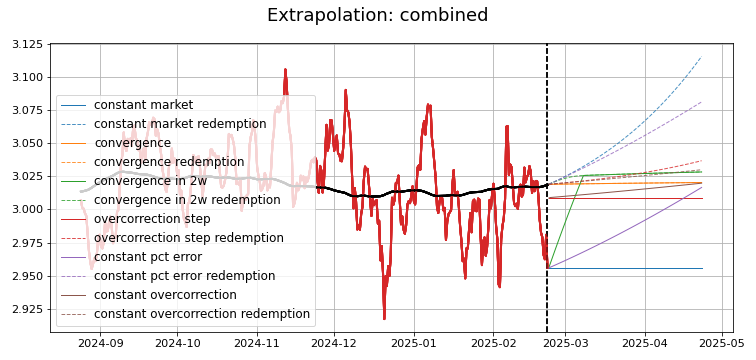 Extrapolation: combined
3.125
3.100
3.075
3.050
3.025
3.000
2.975
2.950
2.925
constant market
constant market redemption
convergence
convergence redemption
convergence in 2w
convergence in 2w redemption
overcorrection step
overcorrection step redemption
constant pct error
constant pct error redemption
constant overcorrection
constant overcorrection redemption
2024-09 2024-10 2024-11 2024-12 2025-01 2025-02 2025-03 2025-04 2025-05